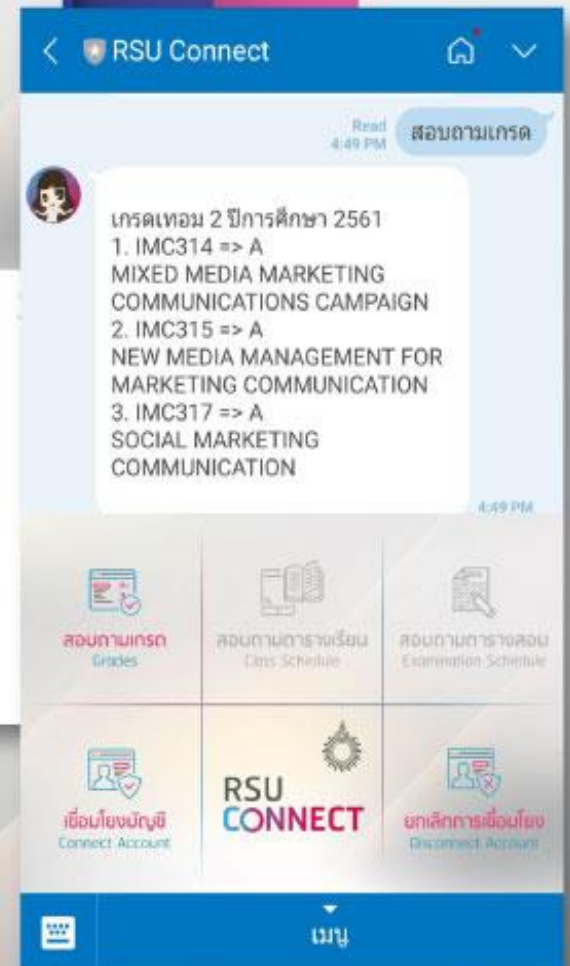 RSU Connect
Read
4:49 PM
สอบถามเกรด
เกรดเทอม 2 ปีการศึกษา 2561
1. IMC314 => A
MIXED MEDIA MARKETING
COMMUNICATIONS CAMPAIGN
2. IMC315 => A
NEW MEDIA MANAGEMENT FOR
MARKETING COMMUNICATION
3. IMC317 => A
SOCIAL MARKETING
COMMUNICATION
4:49 PM
สอบถามเกรด
Grades
สอบถามตารางเรียน
Class Schedule
สอบถามตารางสอบ
Examination Schedule
เชื่อมโยงบัญชี
Connect Account
RSU
CONNECT
ยกเลิกการเชื่อมโยง
Disconnect Account
เมนู